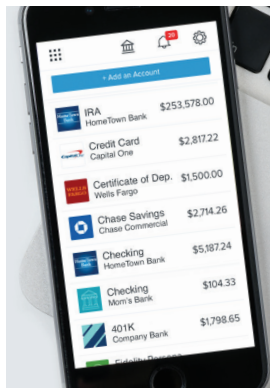 20
+ Add an Account
IRA
HomeTown Bank
$253,578.00
Credit Card
Capital One
$2,817.22
Certificate of Dep.
Wells Fargo
$1,500.00
Chase Savings
Chase Commercial
$2,714.26
Checking
HomeTown Bank
$5,187.24
Checking
Mom's Bank
$104.33
401K
Company Bank
$1,798.65